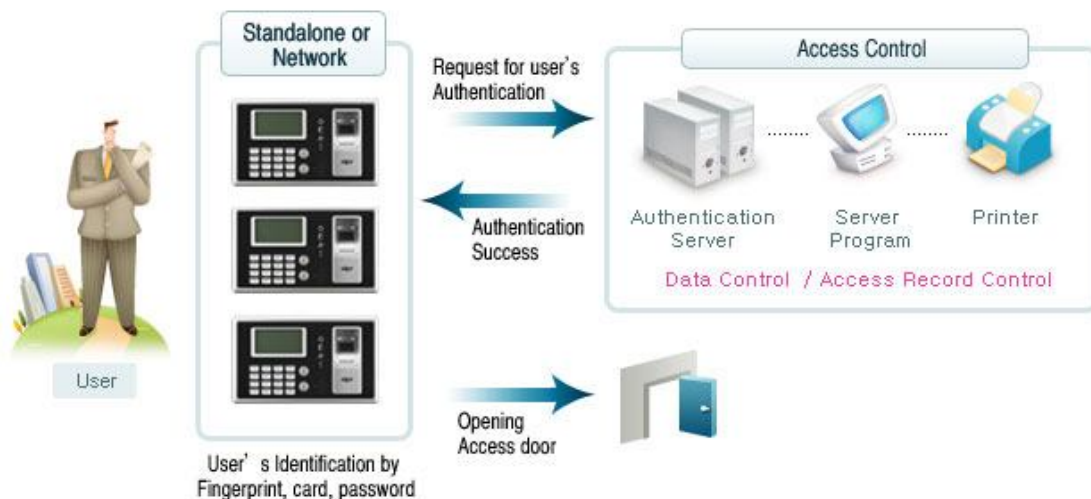 Standalone or
Network
Request for user's
Authentication
Access Control
Authentication
Success
Authentication
Server
Server
Program
Printer
Data Control / Access Record Control
User
Opening
Access door
User' s Identification by
Fingerprint, card, password